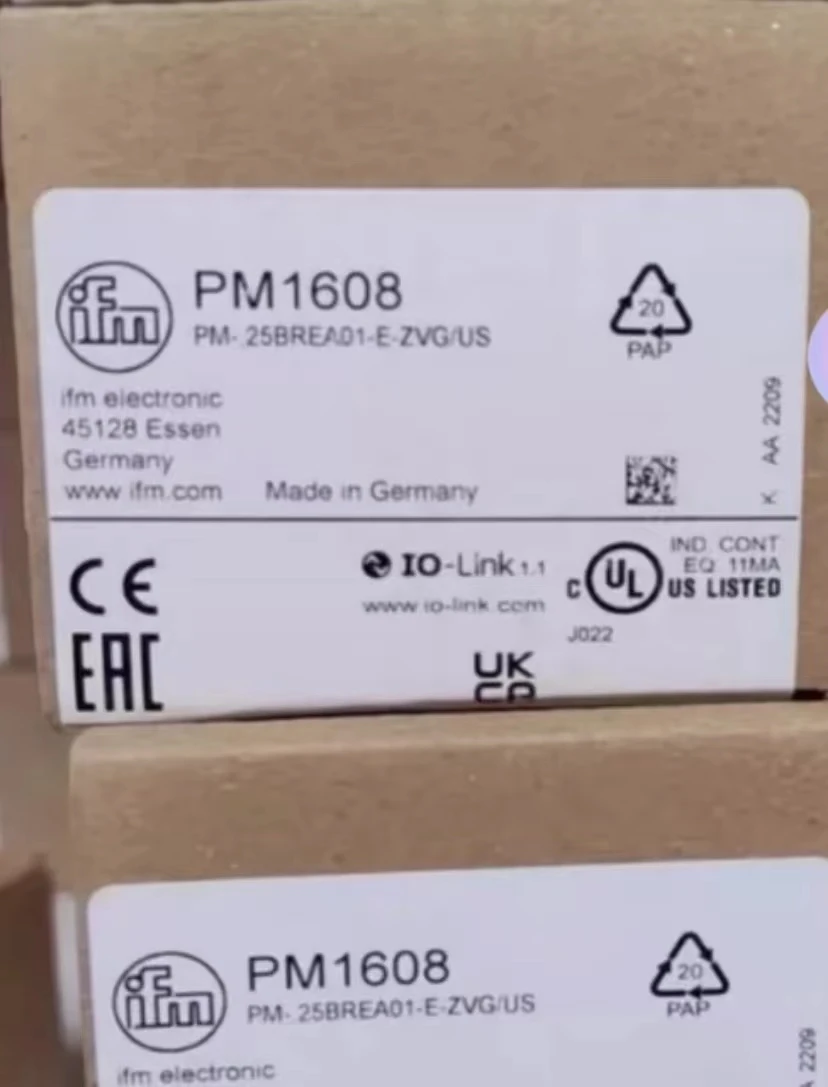 ifm
PM1608
PM-.25BREA01-E-ZVG/US
20
PAP
ifm electronic
45128 Essen
Germany
www.ifm.com Made in Germany
K AA 2209
CE
IO-Link 1.1
www.io-link.com
C UL US LISTED
IND. CONT
EQ. 11MA
J022
EAC
UK
CA
ifm
PM1608
PM-.25BREA01-E-ZVG/US
20
PAP
ifm electronic
2209